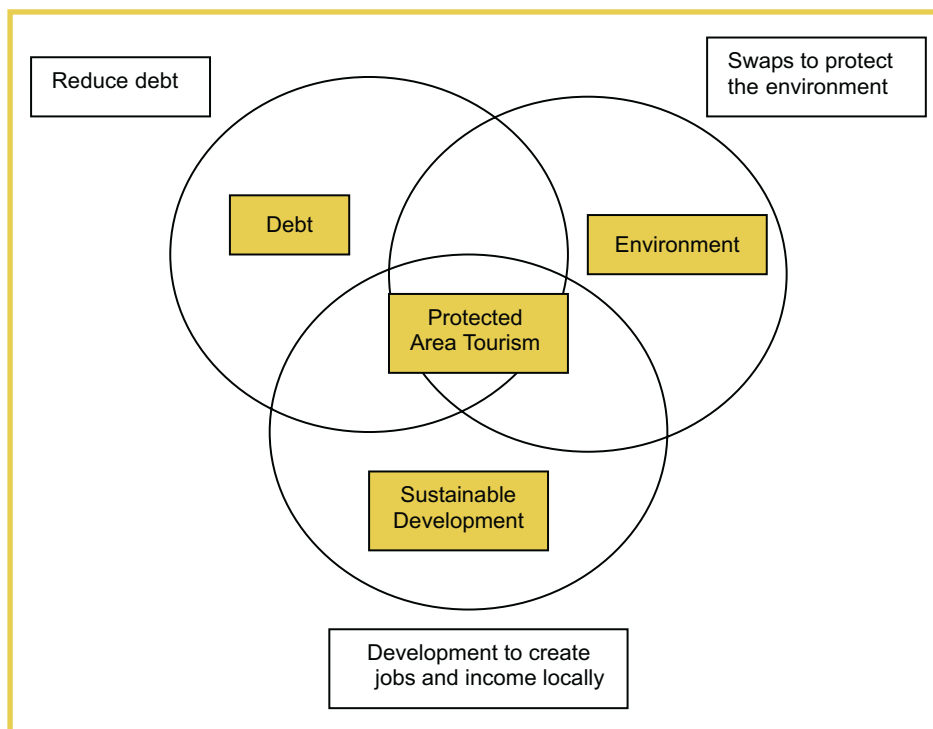 Reduce debt
Swaps to protect
the environment
Debt
Environment
Protected
Area Tourism
Sustainable
Development
Development to create
jobs and income locally